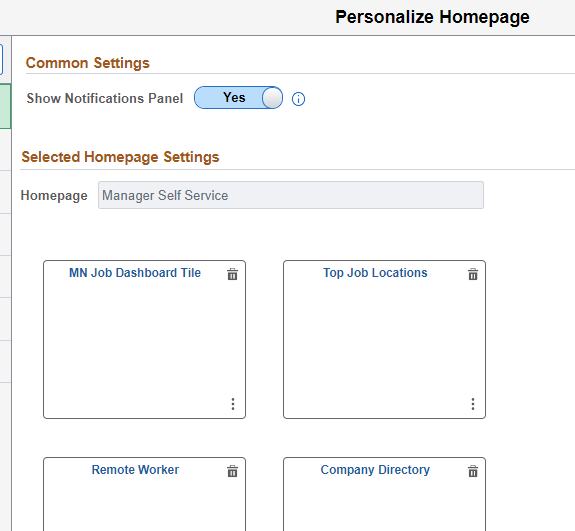 Personalize Homepage
Common Settings
Show Notifications Panel Yes
Selected Homepage Settings
Homepage Manager Self Service
MN Job Dashboard Tile Top Job Locations
Remote Worker Company Directory